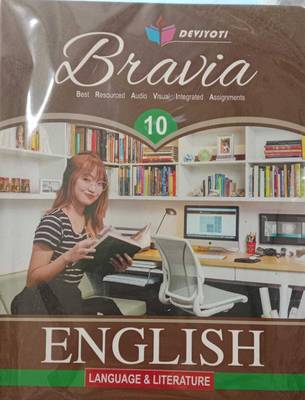 DEVJYOTI
Bravia
Best Resourced Audio Visual Integrated Assignments
10
ENGLISH
LANGUAGE & LITERATURE